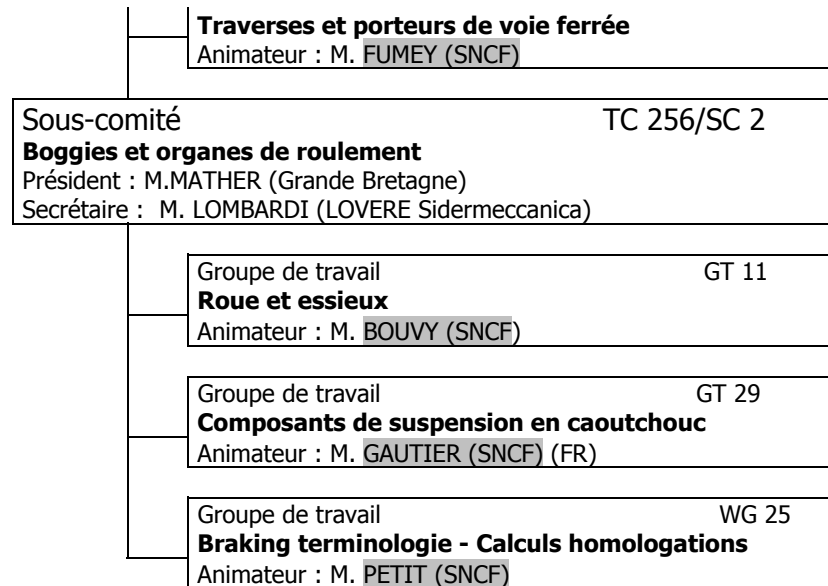 Traverses et porteurs de voie ferrée
Animateur : M. FUMEY (SNCF)
Sous-comité TC 256/SC 2
Boggies et organes de roulement
Président : M.MATHER (Grande Bretagne)
Secrétaire : M. LOMBARDI (LOVERE Sidermeccanica)
Groupe de travail GT 11
Roue et essieux
Animateur : M. BOUVY (SNCF)
Groupe de travail GT 29
Composants de suspension en caoutchouc
Animateur : M. GAUTIER (SNCF) (FR)
Groupe de travail WG 25
Braking terminologie - Calculs homologations
Animateur : M. PETIT (SNCF)